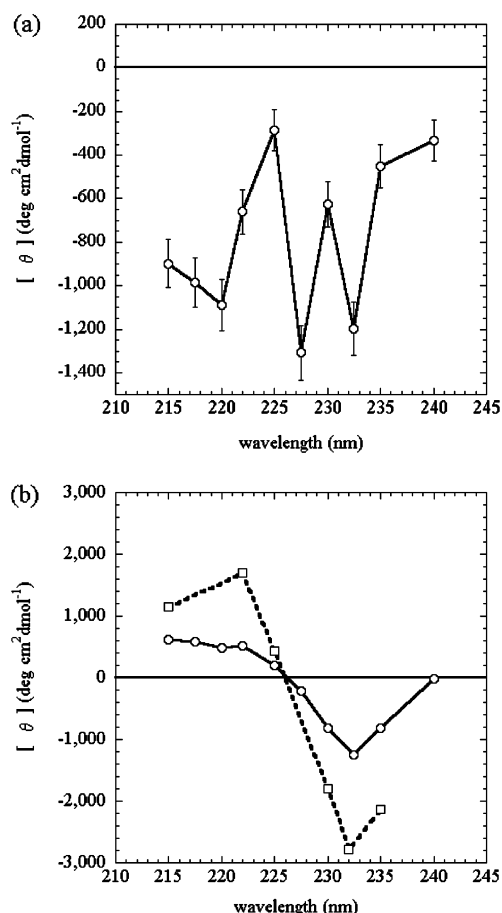 (a)
200
0
-200
-400
-600
-800
-1,000
-1,200
-1,400
[ θ ] (deg cm²dmol⁻¹)
210 215 220 225 230 235 240 245
wavelength (nm)
(b)
3,000
2,000
1,000
0
-1,000
-2,000
-3,000
[ θ ] (deg cm²dmol⁻¹)
210 215 220 225 230 235 240 245
wavelength (nm)